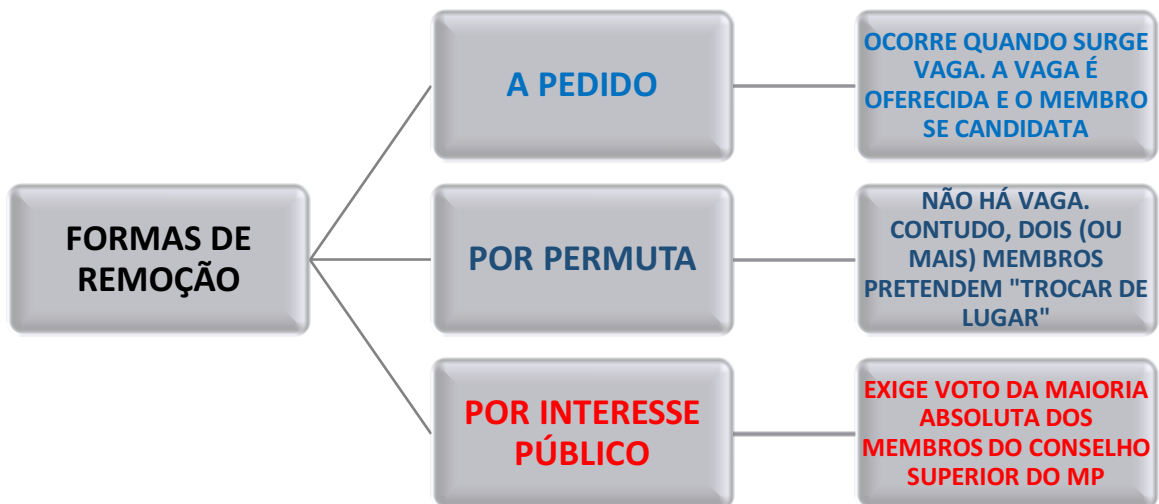 FORMAS DE
REMOÇÃO
A PEDIDO
OCORRE QUANDO SURGE
VAGA. A VAGA É
OFERECIDA E O MEMBRO
SE CANDIDATA
POR PERMUTA
NÃO HÁ VAGA.
CONTUDO, DOIS (OU
MAIS) MEMBROS
PRETENDEM "TROCAR DE
LUGAR"
POR INTERESSE
PÚBLICO
EXIGE VOTO DA MAIORIA
ABSOLUTA DOS
MEMBROS DO CONSELHO
SUPERIOR DO MP